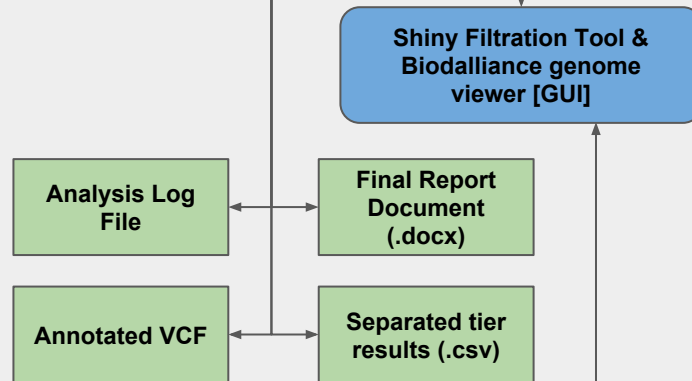 Shiny Filtration Tool &
Biodalliance genome
viewer [GUI]
Analysis Log
File
Final Report
Document
(.docx)
Annotated VCF
Separated tier
results (.csv)